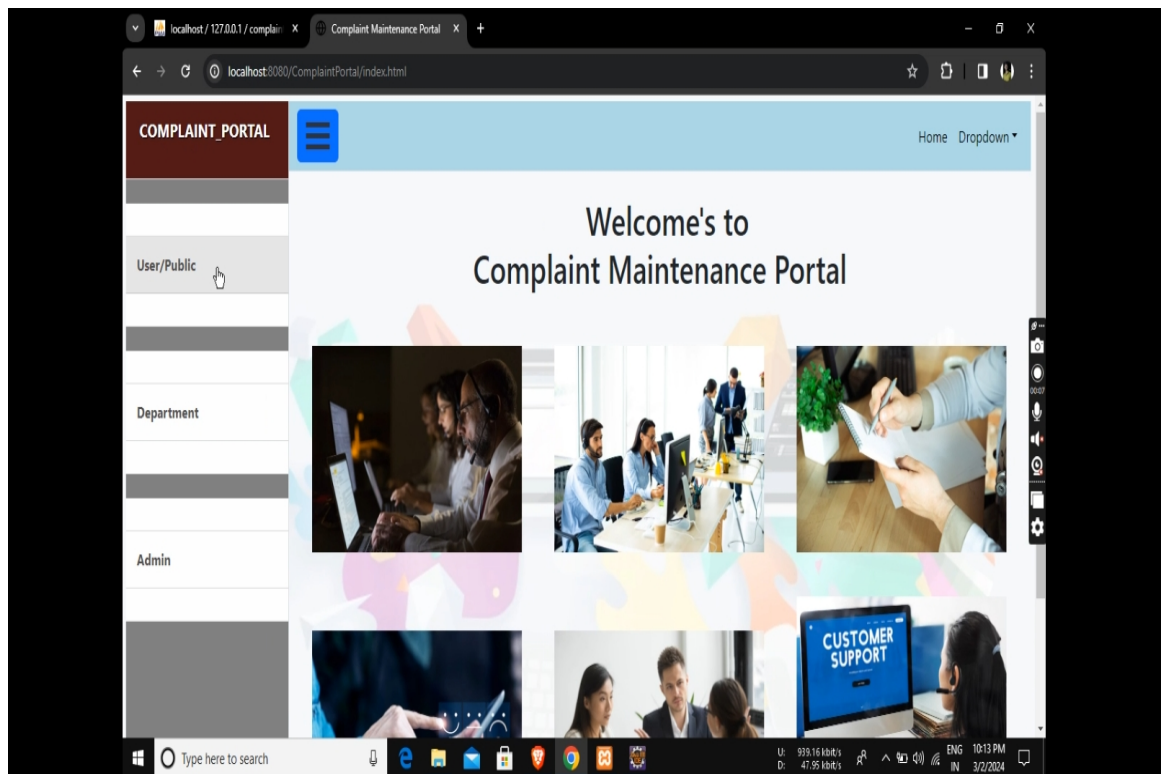 localhost / 127.0.0.1 / complain
Complaint Maintenance Portal
localhost:8080/ComplaintPortal/index.html
COMPLAINT_PORTAL
Home Dropdown
Welcome's to
Complaint Maintenance Portal
User/Public
Department
Admin
00:07
CUSTOMER
SUPPORT
Type here to search
U: 939.16 kbit/s
D: 47.95 kbit/s
ENG
IN
10:13 PM
3/2/2024